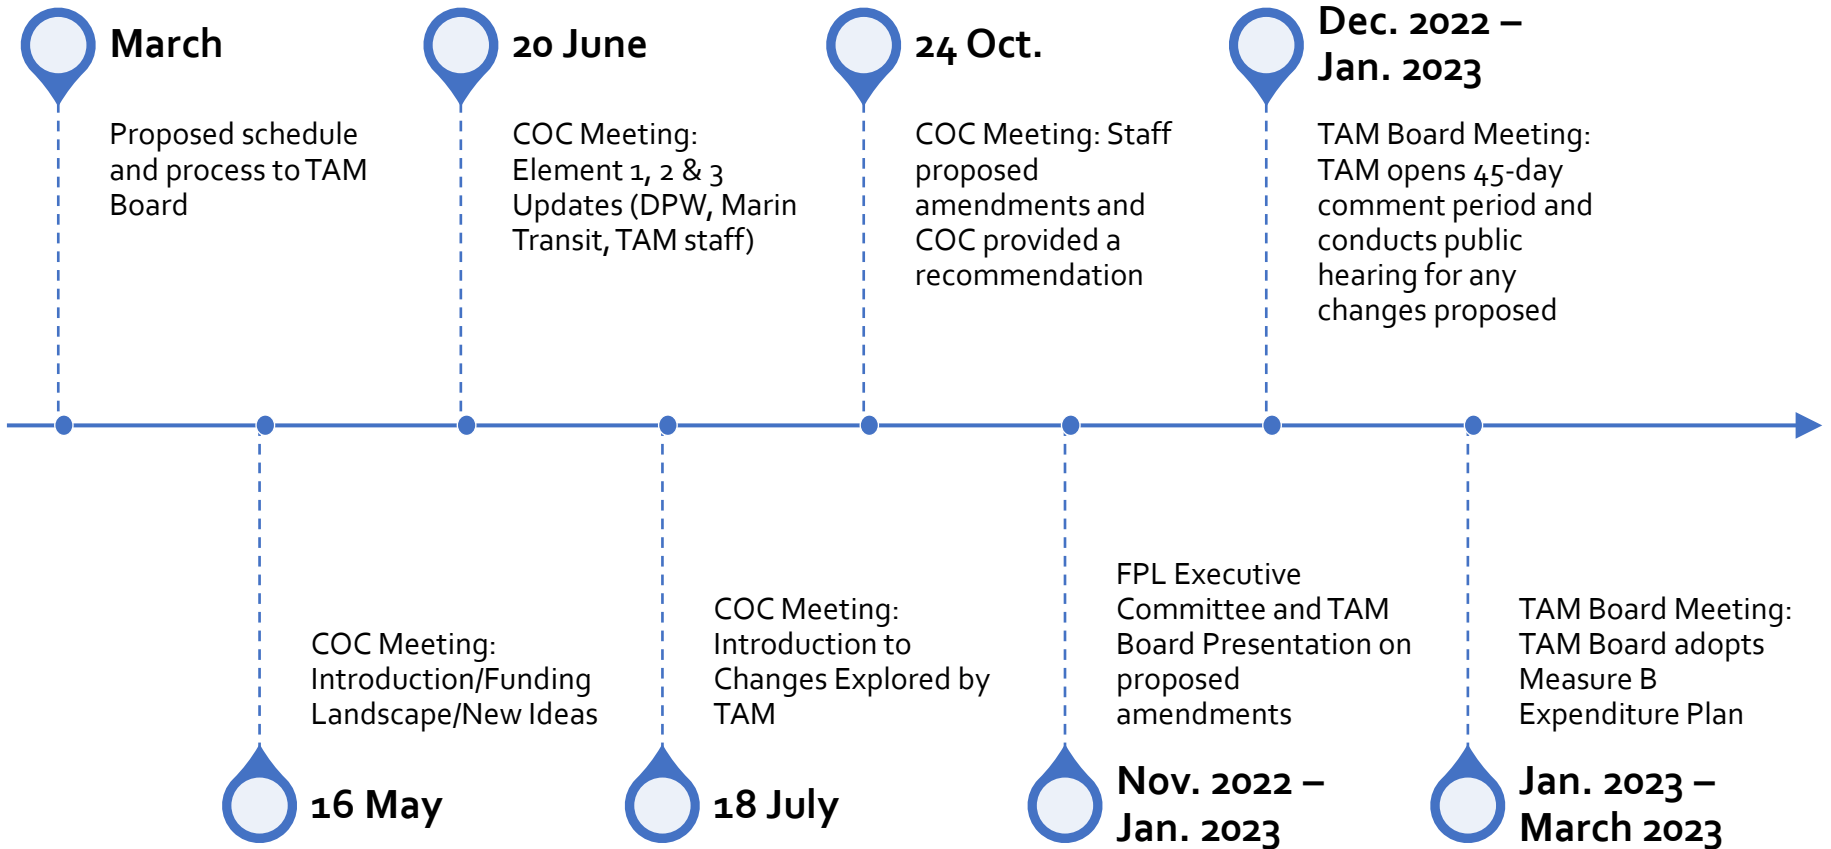 March
Proposed schedule
and process to TAM
Board
20 June
COC Meeting:
Element 1, 2 & 3
Updates (DPW, Marin
Transit, TAM staff)
24 Oct.
COC Meeting: Staff
proposed
amendments and
COC provided a
recommendation
Dec. 2022 –
Jan. 2023
TAM Board Meeting:
TAM opens 45-day
comment period and
conducts public
hearing for any
changes proposed
COC Meeting:
Introduction/Funding
Landscape/New Ideas
16 May
COC Meeting:
Introduction to
Changes Explored by
TAM
18 July
FPL Executive
Committee and TAM
Board Presentation on
proposed
amendments
Nov. 2022 –
Jan. 2023
TAM Board Meeting:
TAM Board adopts
Measure B
Expenditure Plan
Jan. 2023 –
March 2023